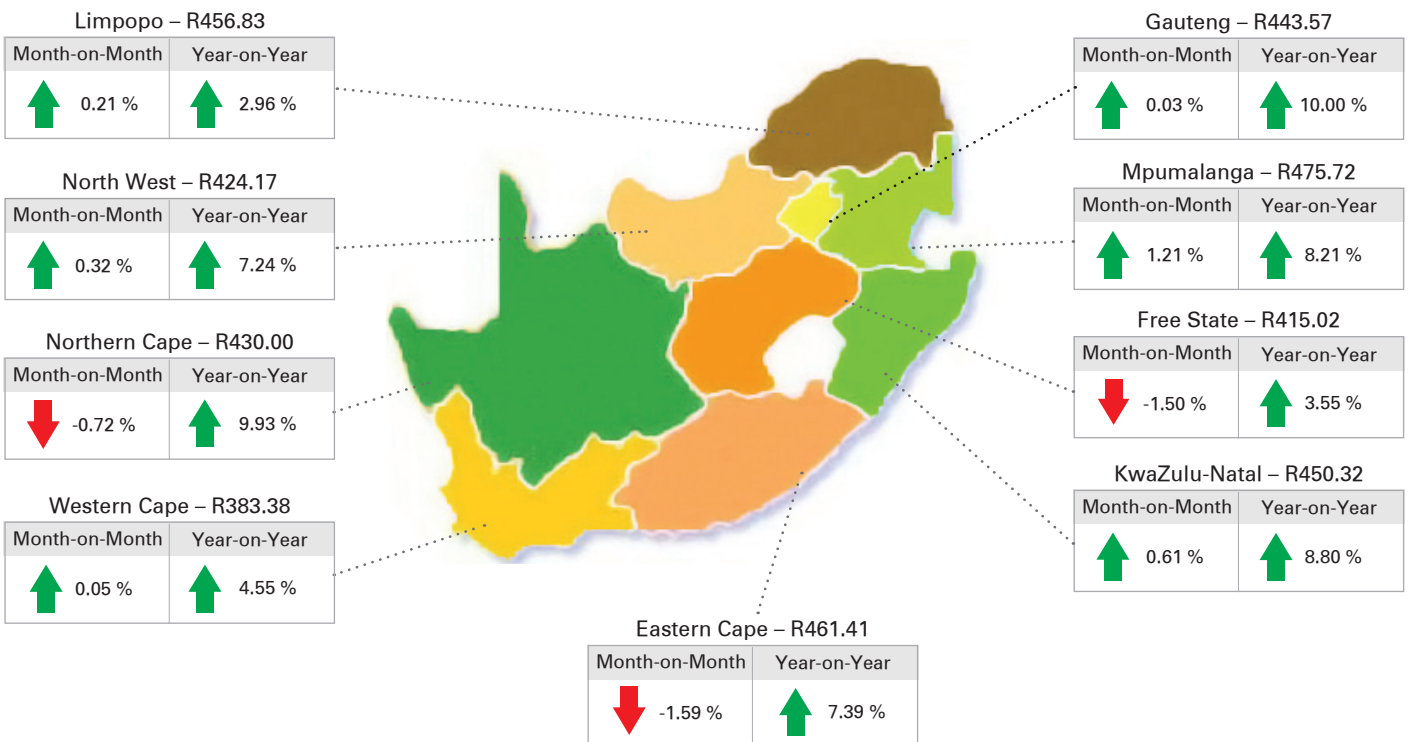 Limpopo – R456.83
Month-on-Month Year-on-Year
0.21 % 2.96 %
North West – R424.17
Month-on-Month Year-on-Year
0.32 % 7.24 %
Northern Cape – R430.00
Month-on-Month Year-on-Year
-0.72 % 9.93 %
Western Cape – R383.38
Month-on-Month Year-on-Year
0.05 % 4.55 %
Eastern Cape – R461.41
Month-on-Month Year-on-Year
-1.59 % 7.39 %
Gauteng – R443.57
Month-on-Month Year-on-Year
0.03 % 10.00 %
Mpumalanga – R475.72
Month-on-Month Year-on-Year
1.21 % 8.21 %
Free State – R415.02
Month-on-Month Year-on-Year
-1.50 % 3.55 %
KwaZulu-Natal – R450.32
Month-on-Month Year-on-Year
0.61 % 8.80 %